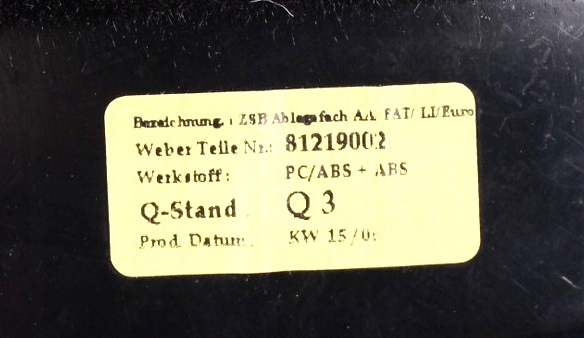 Bezeichnung: ZSB Ablagefach FAT/ LI/Euro
Weber Teile Nr.: 81219002
Werkstoff: PC/ABS + ABS
Q-Stand Q 3
Prod. Datum: KW 15/